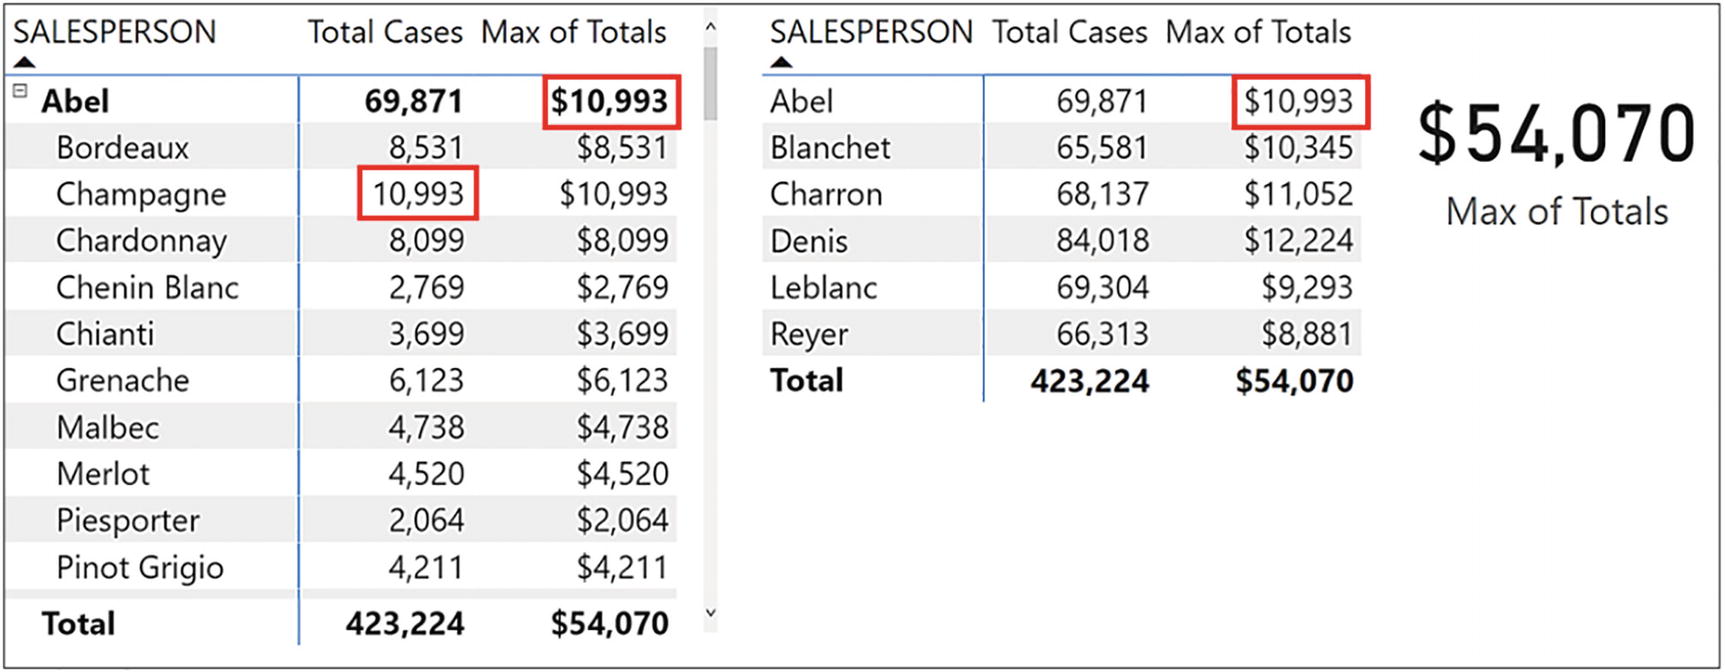 SALESPERSON Total Cases Max of Totals
Abel 69,871 $10,993
Bordeaux 8,531 $8,531
Champagne 10,993 $10,993
Chardonnay 8,099 $8,099
Chenin Blanc 2,769 $2,769
Chianti 3,699 $3,699
Grenache 6,123 $6,123
Malbec 4,738 $4,738
Merlot 4,520 $4,520
Piesporter 2,064 $2,064
Pinot Grigio 4,211 $4,211
Total 423,224 $54,070
SALESPERSON Total Cases Max of Totals
Abel 69,871 $10,993
Blanchet 65,581 $10,345
Charron 68,137 $11,052
Denis 84,018 $12,224
Leblanc 69,304 $9,293
Reyer 66,313 $8,881
Total 423,224 $54,070
$54,070
Max of Totals